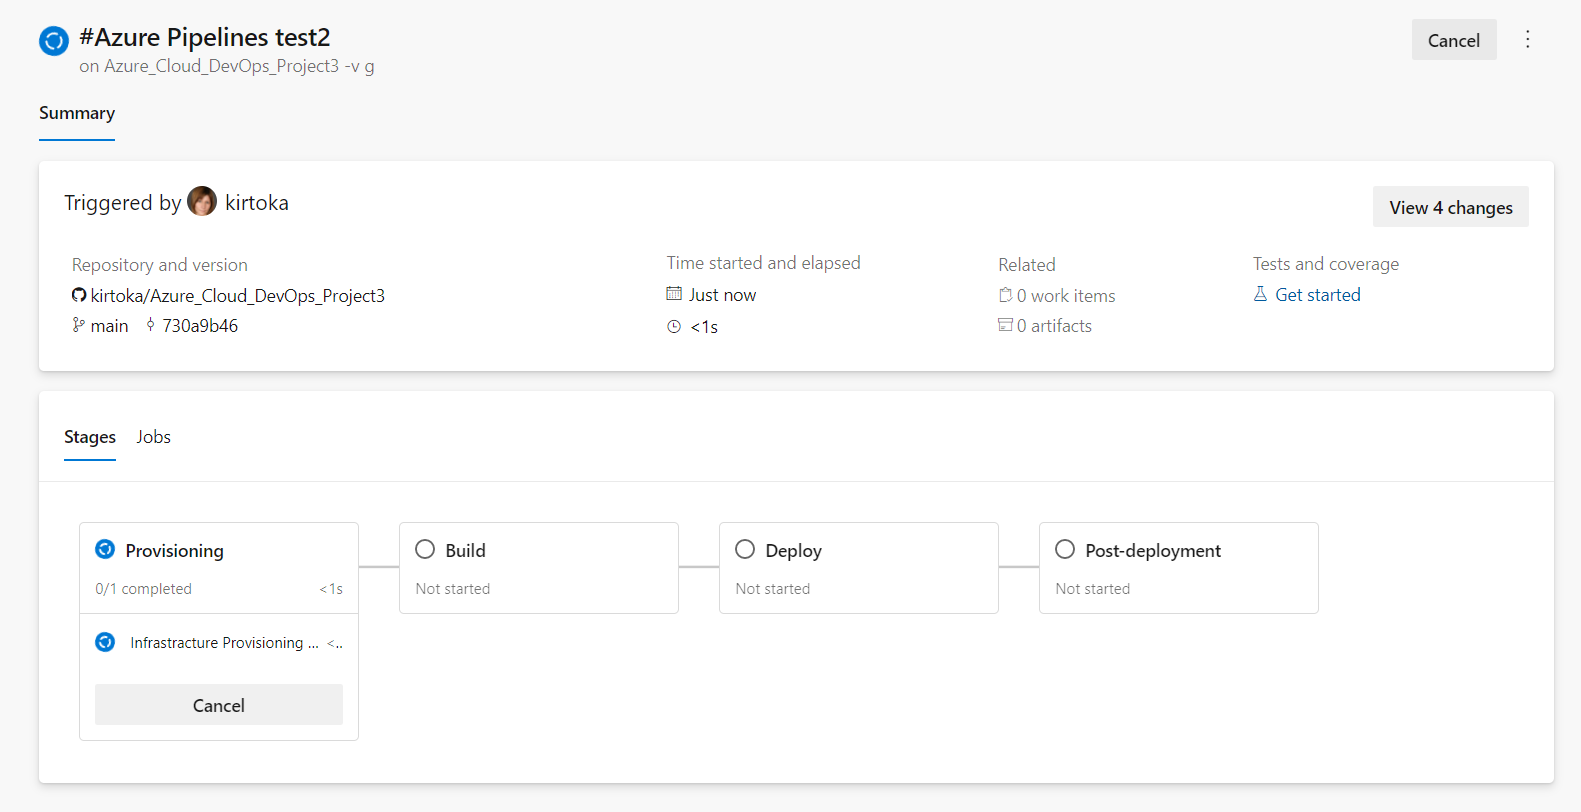 #Azure Pipelines test2
Cancel
on Azure_Cloud_DevOps_Project3 -v g
Summary
Triggered by kirtoka
View 4 changes
Repository and version
Time started and elapsed
Related
Tests and coverage
kirtoka/Azure_Cloud_DevOps_Project3
Just now
0 work items
Get started
main 730a9b46
<1s
0 artifacts
Stages Jobs
Provisioning
Build
Deploy
Post-deployment
0/1 completed <1s
Not started
Not started
Not started
Infrastracture Provisioning ... <..
Cancel